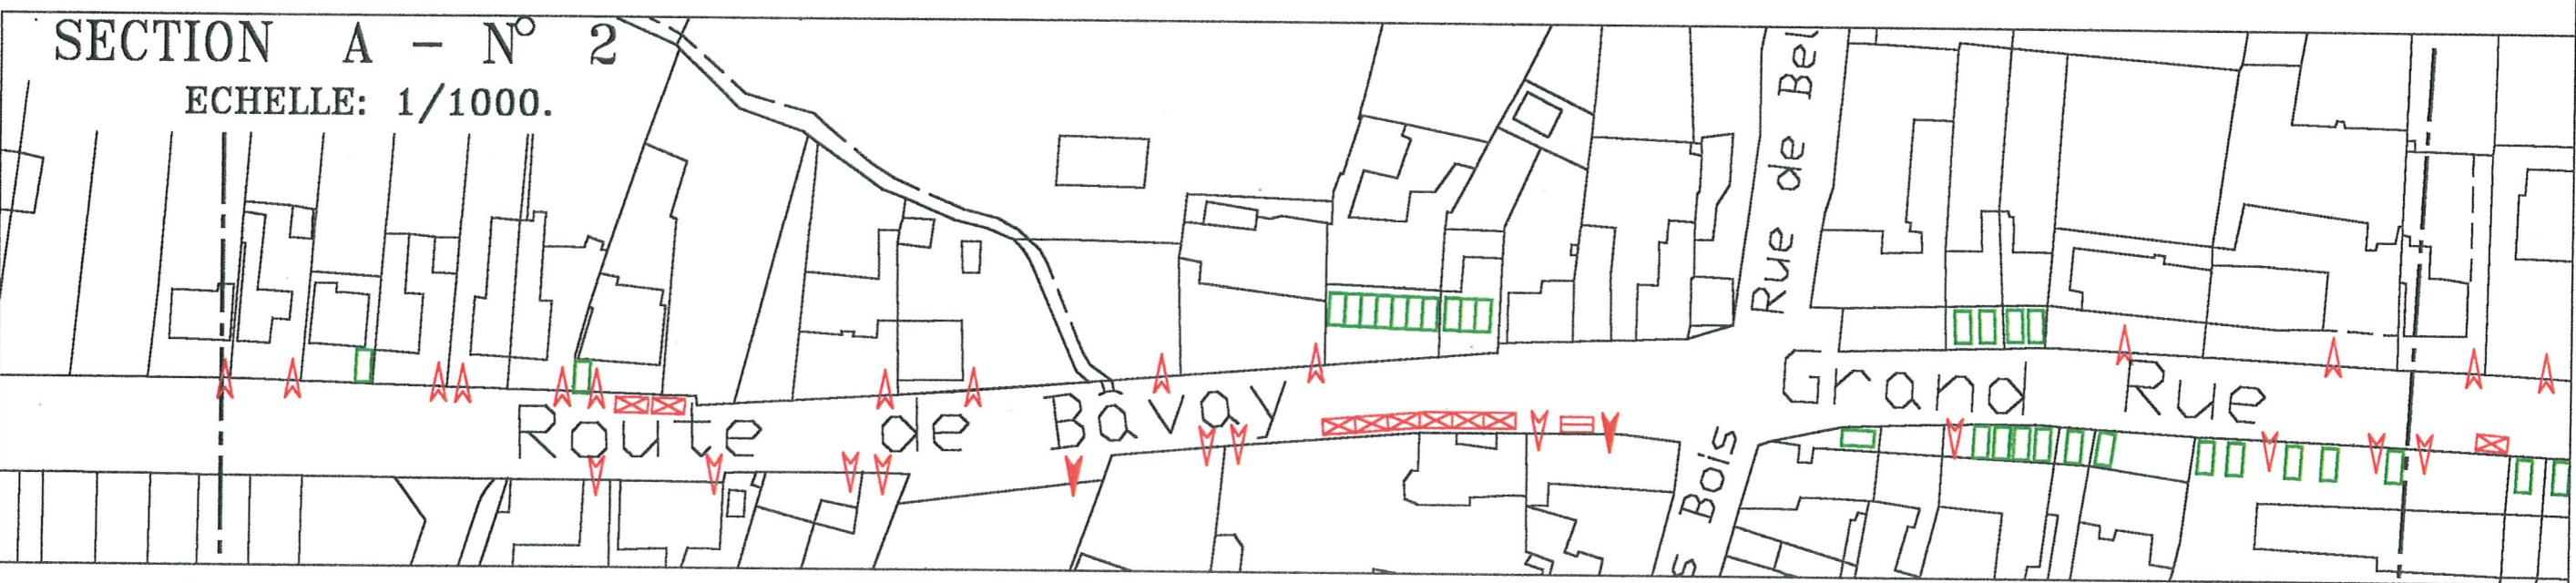 SECTION A - N° 2
ECHELLE: 1/1000.
Rue de Bel
Route de Bavay
Grand Rue
s Bois